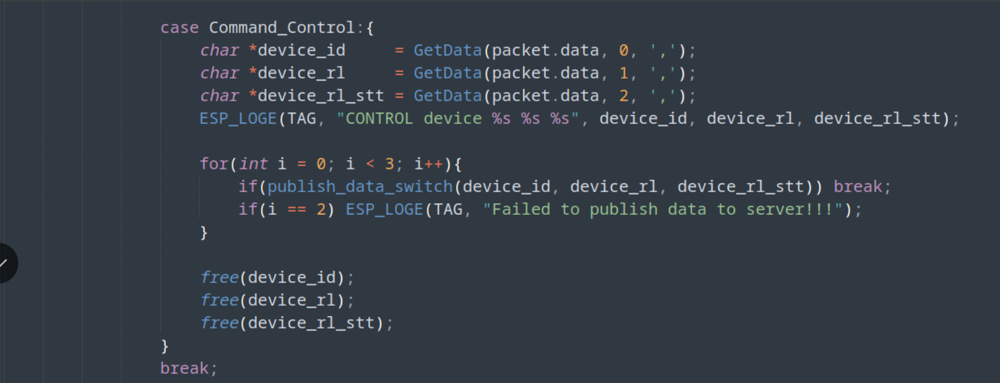 case Command_Control:{
char *device_id     = GetData(packet.data, 0, ',');
char *device_rl     = GetData(packet.data, 1, ',');
char *device_rl_stt = GetData(packet.data, 2, ',');
ESP_LOGE(TAG, "CONTROL device %s %s %s", device_id, device_rl, device_rl_stt);
for(int i = 0; i < 3; i++){
if(publish_data_switch(device_id, device_rl, device_rl_stt)) break;
if(i == 2) ESP_LOGE(TAG, "Failed to publish data to server!!!");
}
free(device_id);
free(device_rl);
free(device_rl_stt);
}
break;